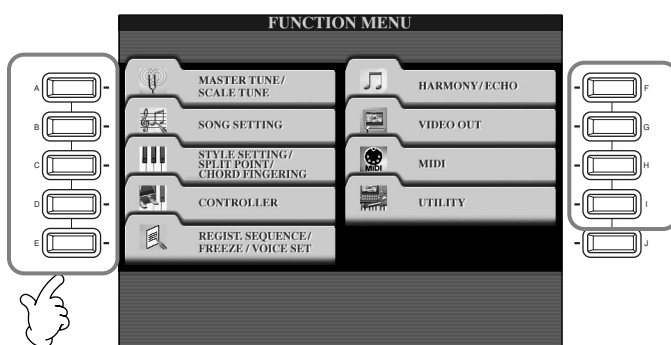 FUNCTION MENU
A
MASTER TUNE/
SCALE TUNE
B
SONG SETTING
C
STYLE SETTING/
SPLIT POINT/
CHORD FINGERING
D
CONTROLLER
E
REGIST. SEQUENCE/
FREEZE / VOICE SET
HARMONY/ECHO
F
VIDEO OUT
G
MIDI
MIDI
H
UTILITY
I
J